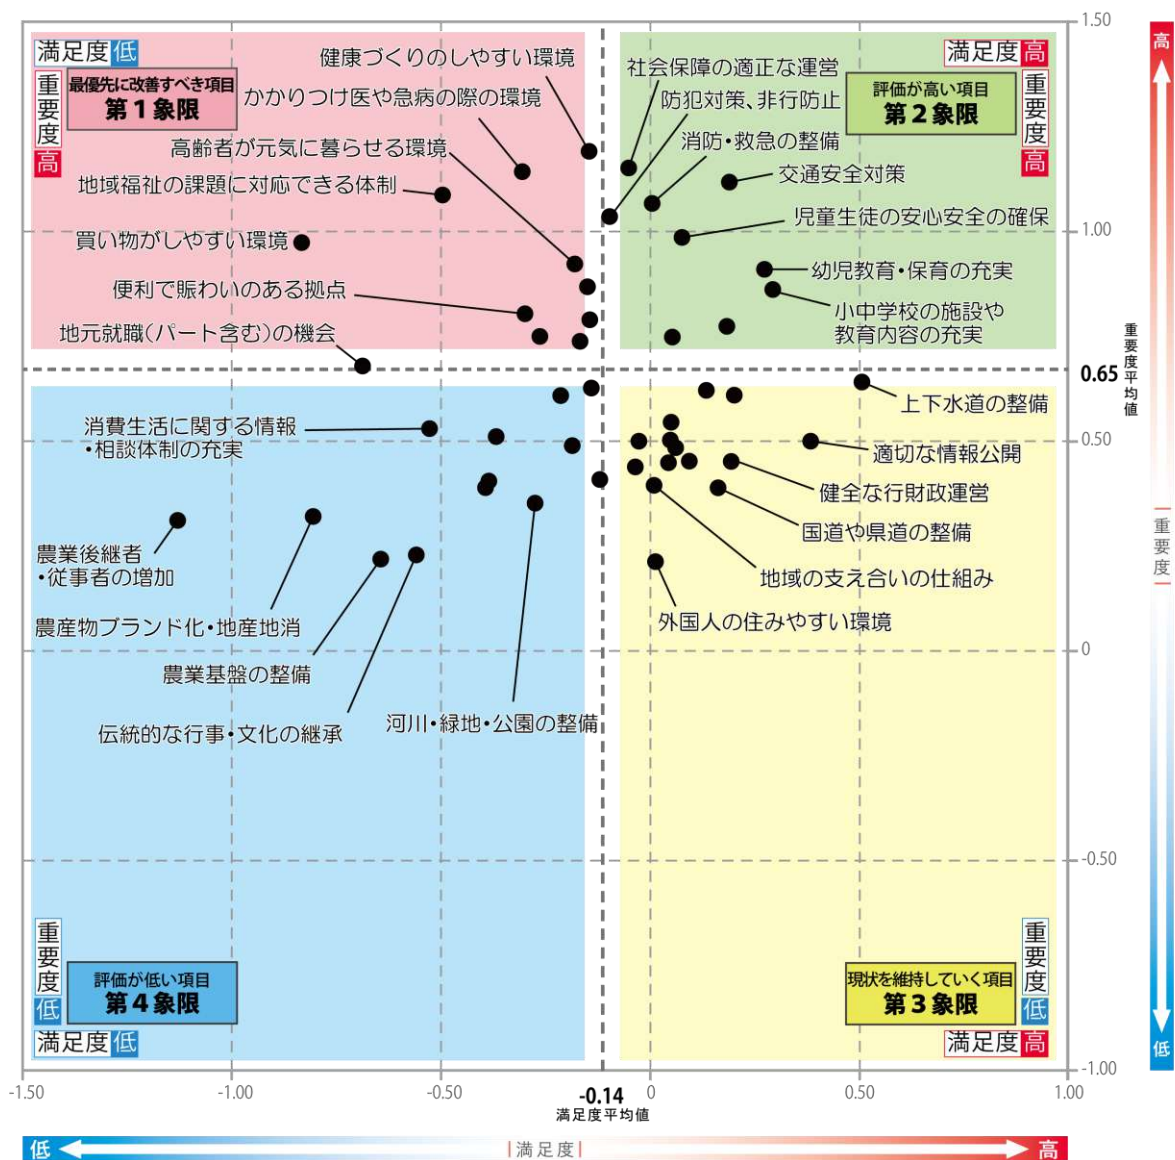 満足度 低
重要度 高
最優先に改善すべき項目
第1象限
健康づくりのしやすい環境
かかりつけ医や急病の際の環境
高齢者が元気に暮らせる環境
地域福祉の課題に対応できる体制
買い物がしやすい環境
便利で賑わいのある拠点
地元就職(パート含む)の機会
満足度 高
重要度 高
評価が高い項目
第2象限
社会保障の適正な運営
防犯対策、非行防止
消防・救急の整備
交通安全対策
児童生徒の安心安全の確保
幼児教育・保育の充実
小中学校の施設や
教育内容の充実
消費生活に関する情報
・相談体制の充実
農業後継者
・従事者の増加
農産物ブランド化・地産地消
農業基盤の整備
伝統的な行事・文化の継承
河川・緑地・公園の整備
重要度 低
評価が低い項目
第4象限
満足度 低
上下水道の整備
適切な情報公開
健全な行財政運営
国道や県道の整備
地域の支え合いの仕組み
外国人の住みやすい環境
重要度 低
現状を維持していく項目
第3象限
満足度 高
1.50
1.00
0.65
重要度平均値
0.50
0
-0.50
-1.00
-1.50
-1.00
-0.50
-0.14
満足度平均値
0
0.50
1.00
高
重要度
低
低
満足度
高